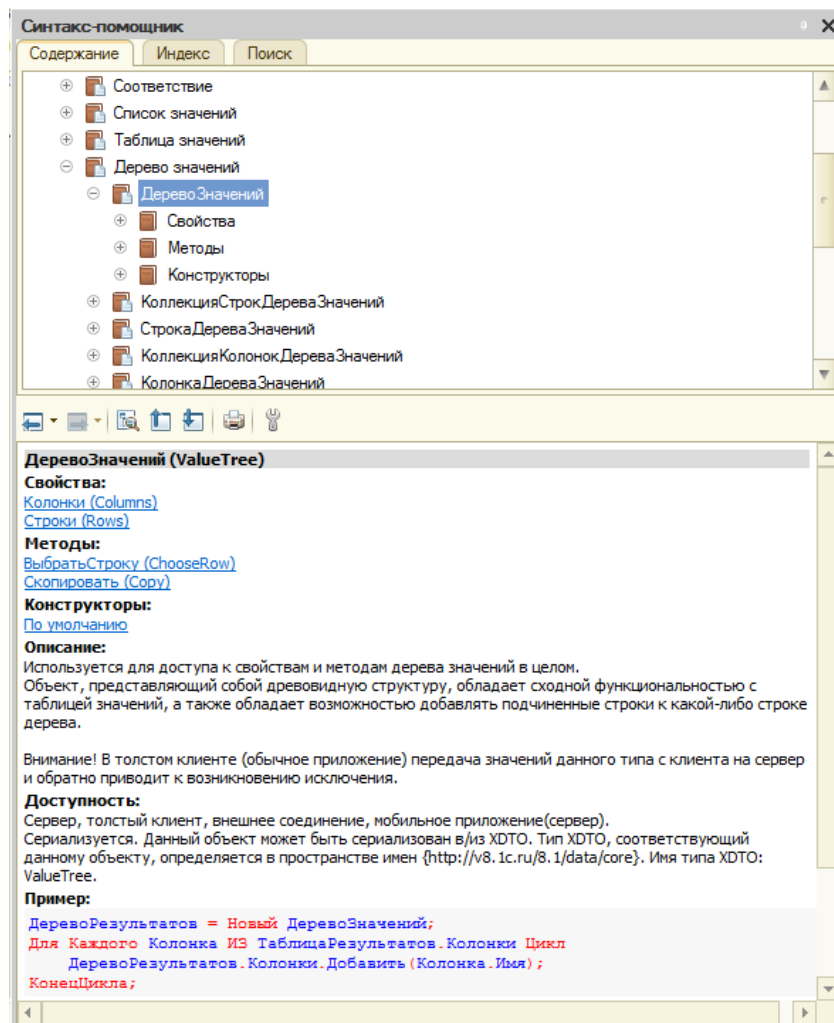 Синтакс-помощник
Содержание Индекс Поиск
Соответствие
Список значений
Таблица значений
Дерево значений
ДеревоЗначений
Свойства
Методы
Конструкторы
КоллекцияСтрокДереваЗначений
СтрокаДереваЗначений
КоллекцияКолонокДереваЗначений
КолонкаДереваЗначений
ДеревоЗначений (ValueTree)
Свойства:
Колонки (Columns)
Строки (Rows)
Методы:
ВыбратьСтроку (ChooseRow)
Скопировать (Copy)
Конструкторы:
По умолчанию
Описание:
Используется для доступа к свойствам и методам дерева значений в целом.
Объект, представляющий собой древовидную структуру, обладает сходной функциональностью с
таблицей значений, а также обладает возможностью добавлять подчиненные строки к какой-либо строке
дерева.
Внимание! В толстом клиенте (обычное приложение) передача значений данного типа с клиента на сервер
и обратно приводит к возникновению исключения.
Доступность:
Сервер, толстый клиент, внешнее соединение, мобильное приложение(сервер).
Сериализуется. Данный объект может быть сериализован в/из XDTO. Тип XDTO, соответствующий
данному объекту, определяется в пространстве имен {http://v8.1c.ru/8.1/data/core}. Имя типа XDTO:
ValueTree.
Пример:
ДеревоРезультатов = Новый ДеревоЗначений;
Для Каждого Колонка ИЗ ТаблицаРезультатов.Колонки Цикл
ДеревоРезультатов.Колонки.Добавить(Колонка.Имя);
КонецЦикла;